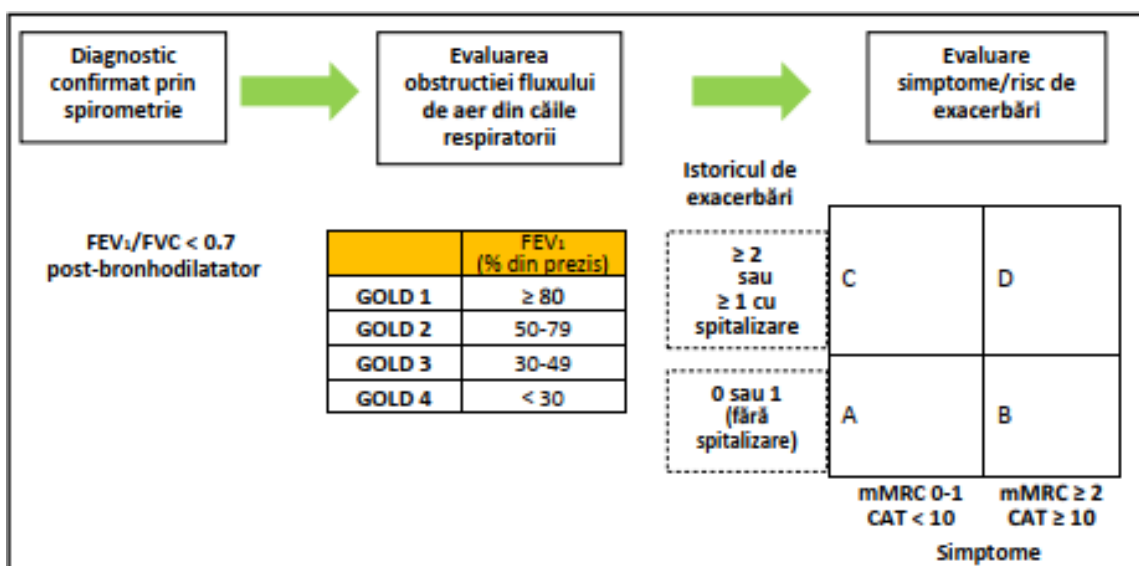 Diagnostic
confirmat prin
spirometrie
Evaluarea
obstructiei fluxului
de aer din căile
respiratorii
Evaluare
simptome/risc de
exacerbări
FEV₁/FVC < 0.7
post-bronhodilatator
FEV₁
(% din prezis)
GOLD 1 ≥ 80
GOLD 2 50-79
GOLD 3 30-49
GOLD 4 < 30
Istoricul de
exacerbări
≥ 2
sau
≥ 1 cu
spitalizare
C D
0 sau 1
(fără
spitalizare)
A B
mMRC 0-1 mMRC ≥ 2
CAT < 10 CAT ≥ 10
Simptome